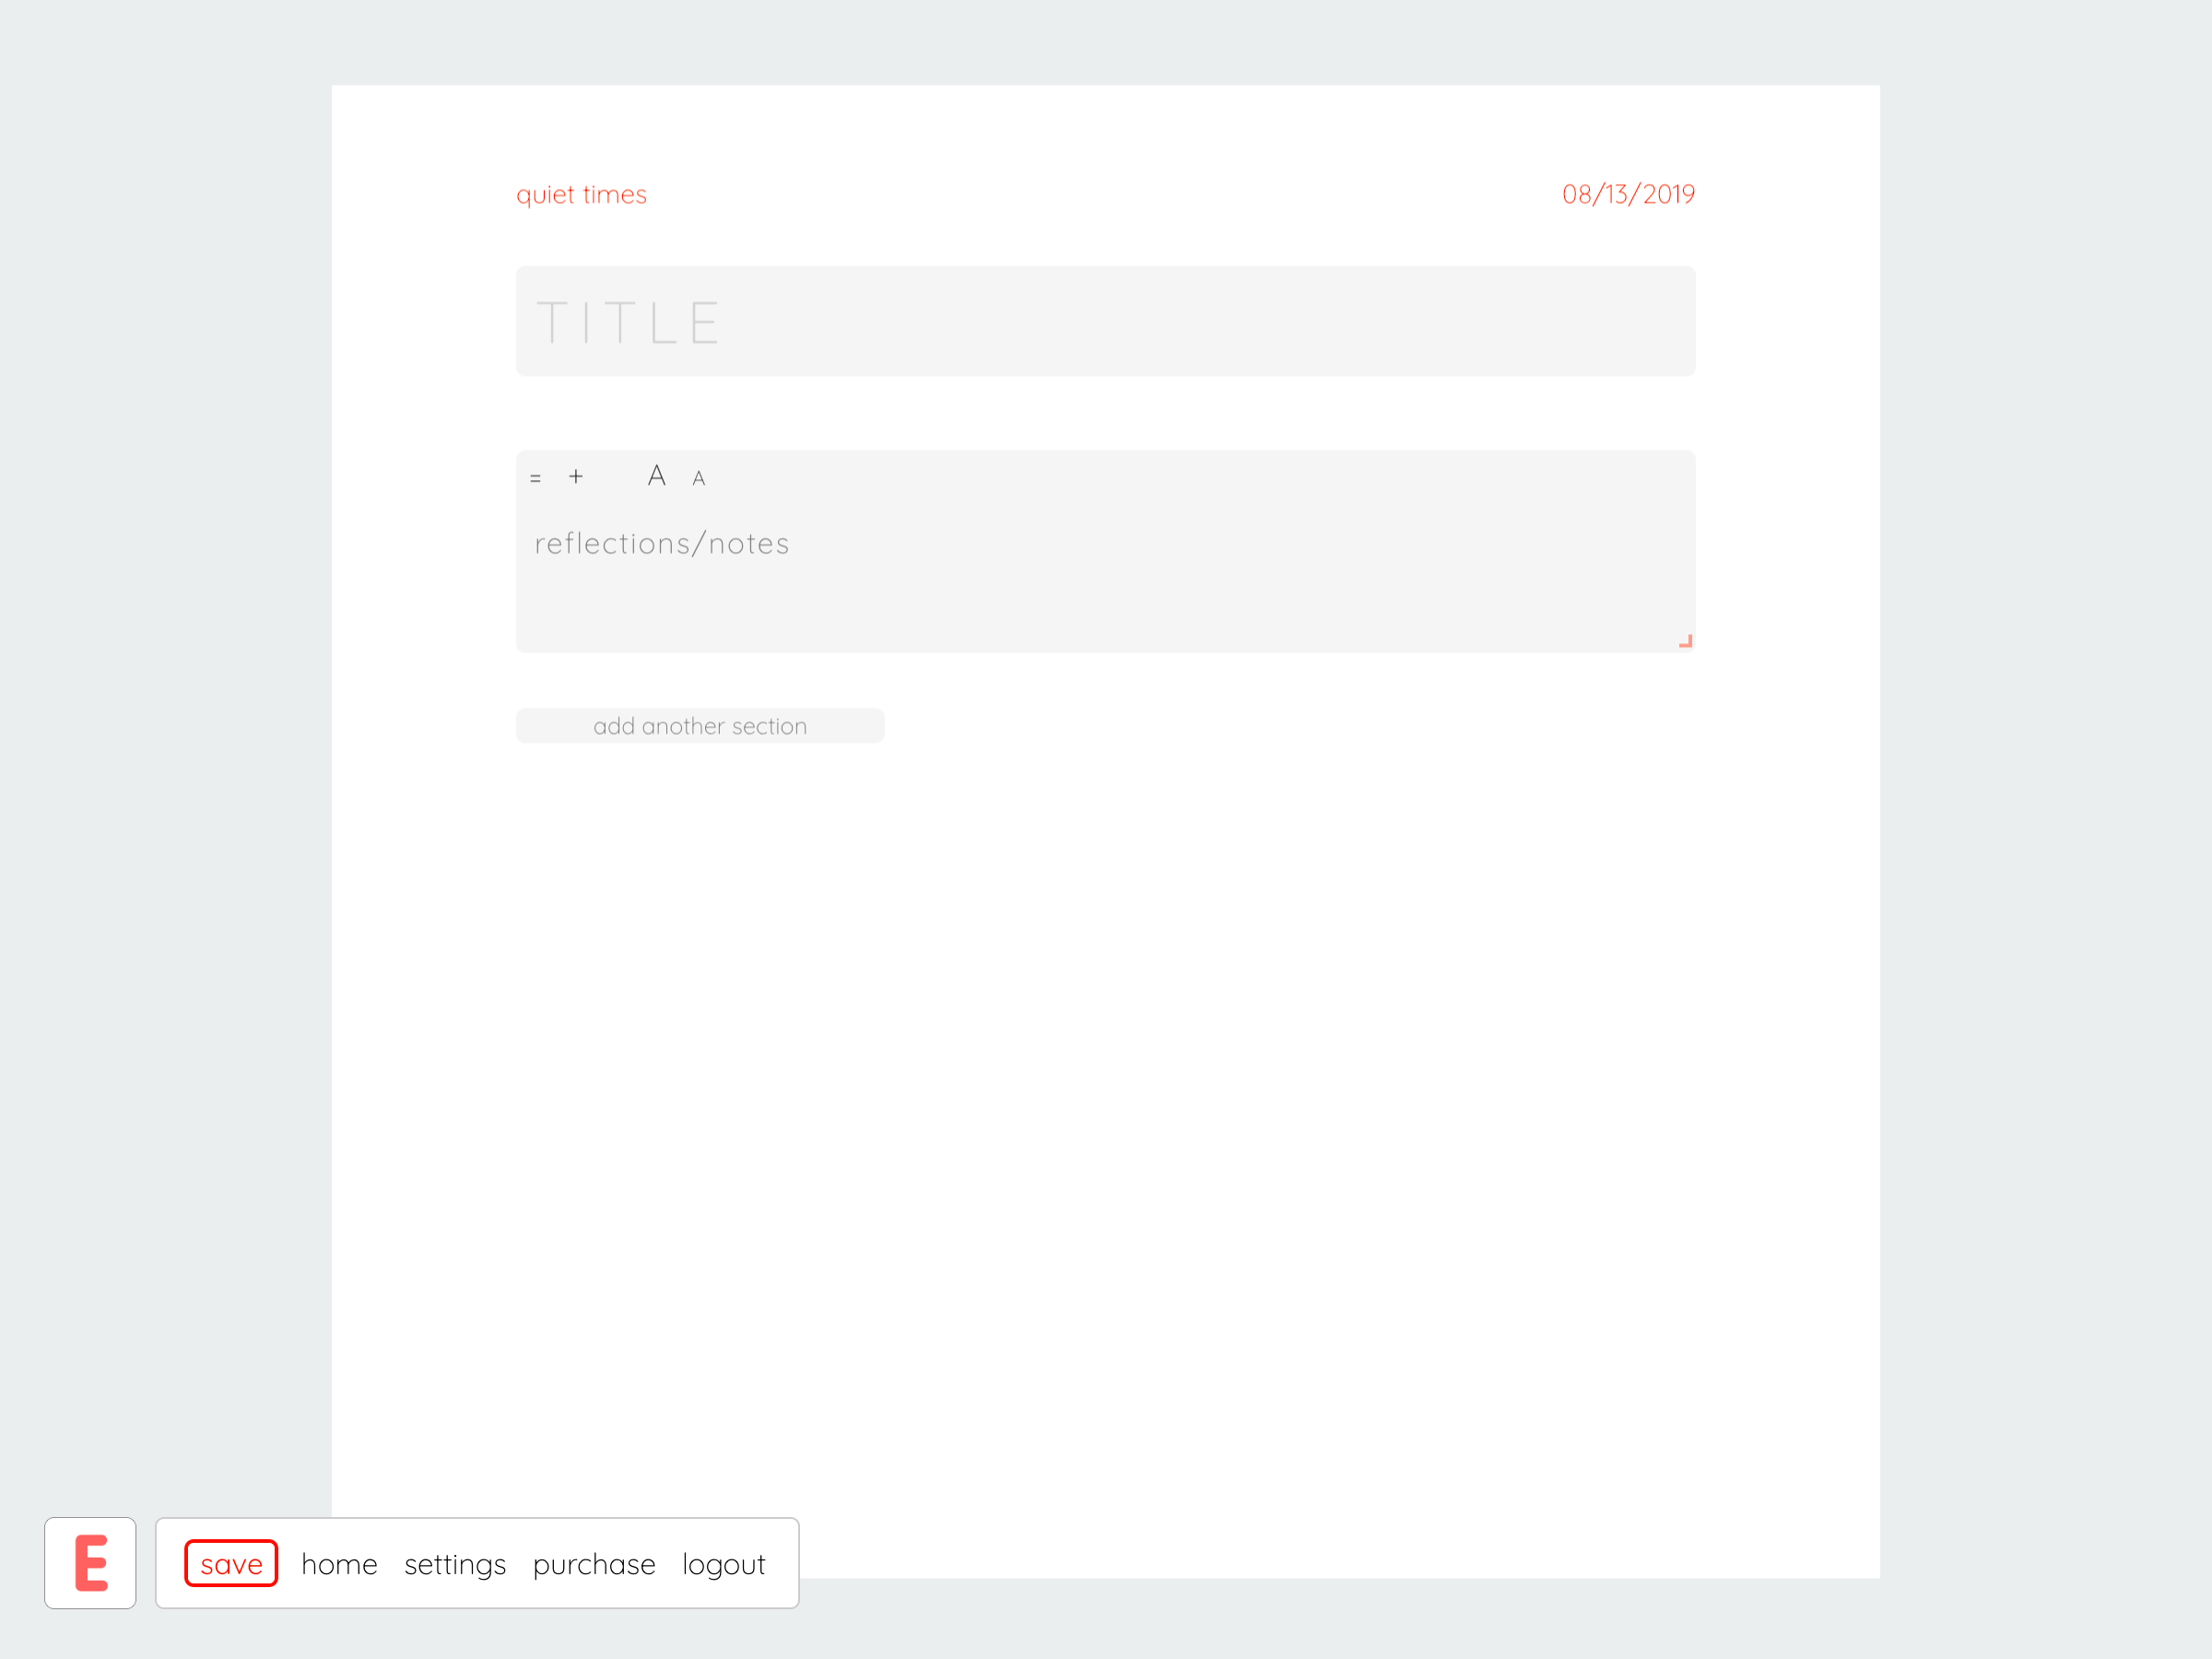 quiet times 08/13/2019
TITLE
= + A A
reflections/notes
add another section
E save home settings purchase logout